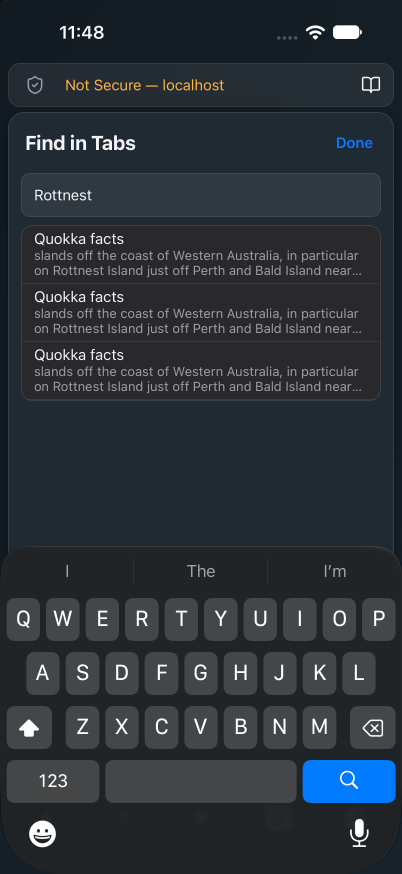 11:48
Not Secure — localhost
Find in Tabs
Done
Rottnest
Quokka facts
slands off the coast of Western Australia, in particular
on Rottnest Island just off Perth and Bald Island near...
Quokka facts
slands off the coast of Western Australia, in particular
on Rottnest Island just off Perth and Bald Island near...
Quokka facts
slands off the coast of Western Australia, in particular
on Rottnest Island just off Perth and Bald Island near...
I The I'm
Q W E R T Y U I O P
A S D F G H J K L
Z X C V B N M
123